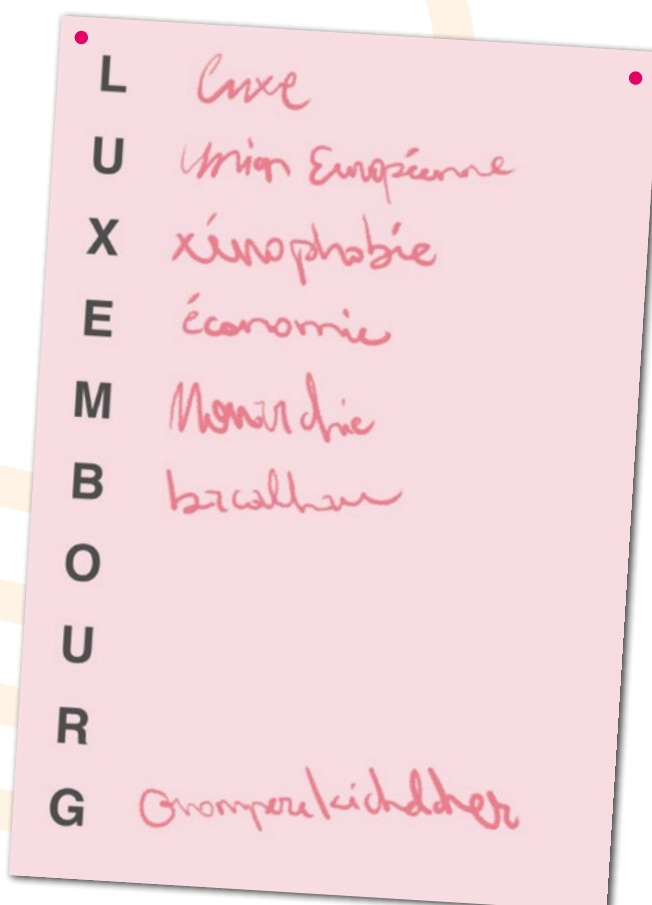 L Luxe
U Union Européenne
X xénophobie
E économie
M Monarchie
B bacalhau
O
U
R
G Gromperekichelcher